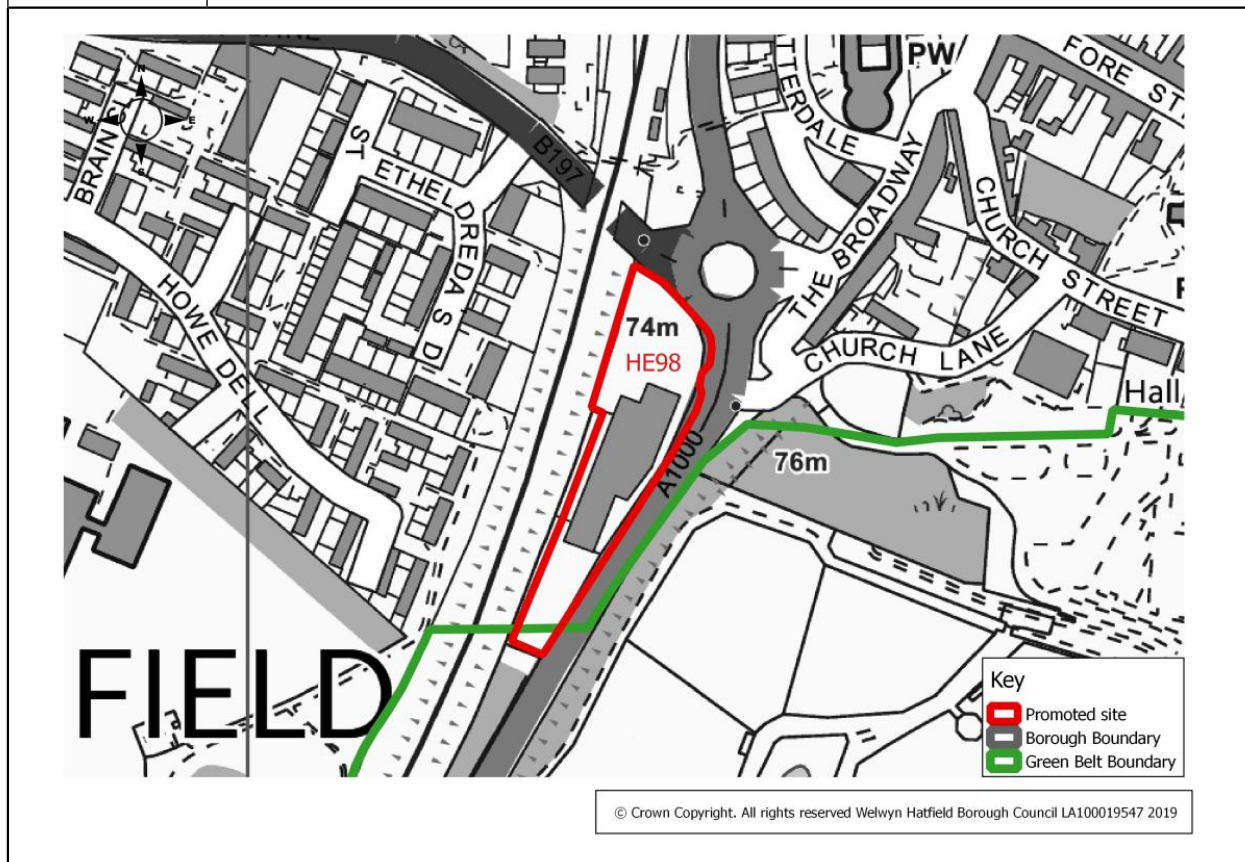 PW
FORE ST
N
W
E
S
L
BRAIN
ST ETHELDREDA S D
B197
TTERDALE
THE BROADWAY
CHURCH STREET
CHURCH LANE
HOWE DELL
74m
HE98
A1000
76m
Hall
FIELD
Key
Promoted site
Borough Boundary
Green Belt Boundary
© Crown Copyright. All rights reserved Welwyn Hatfield Borough Council LA100019547 2019